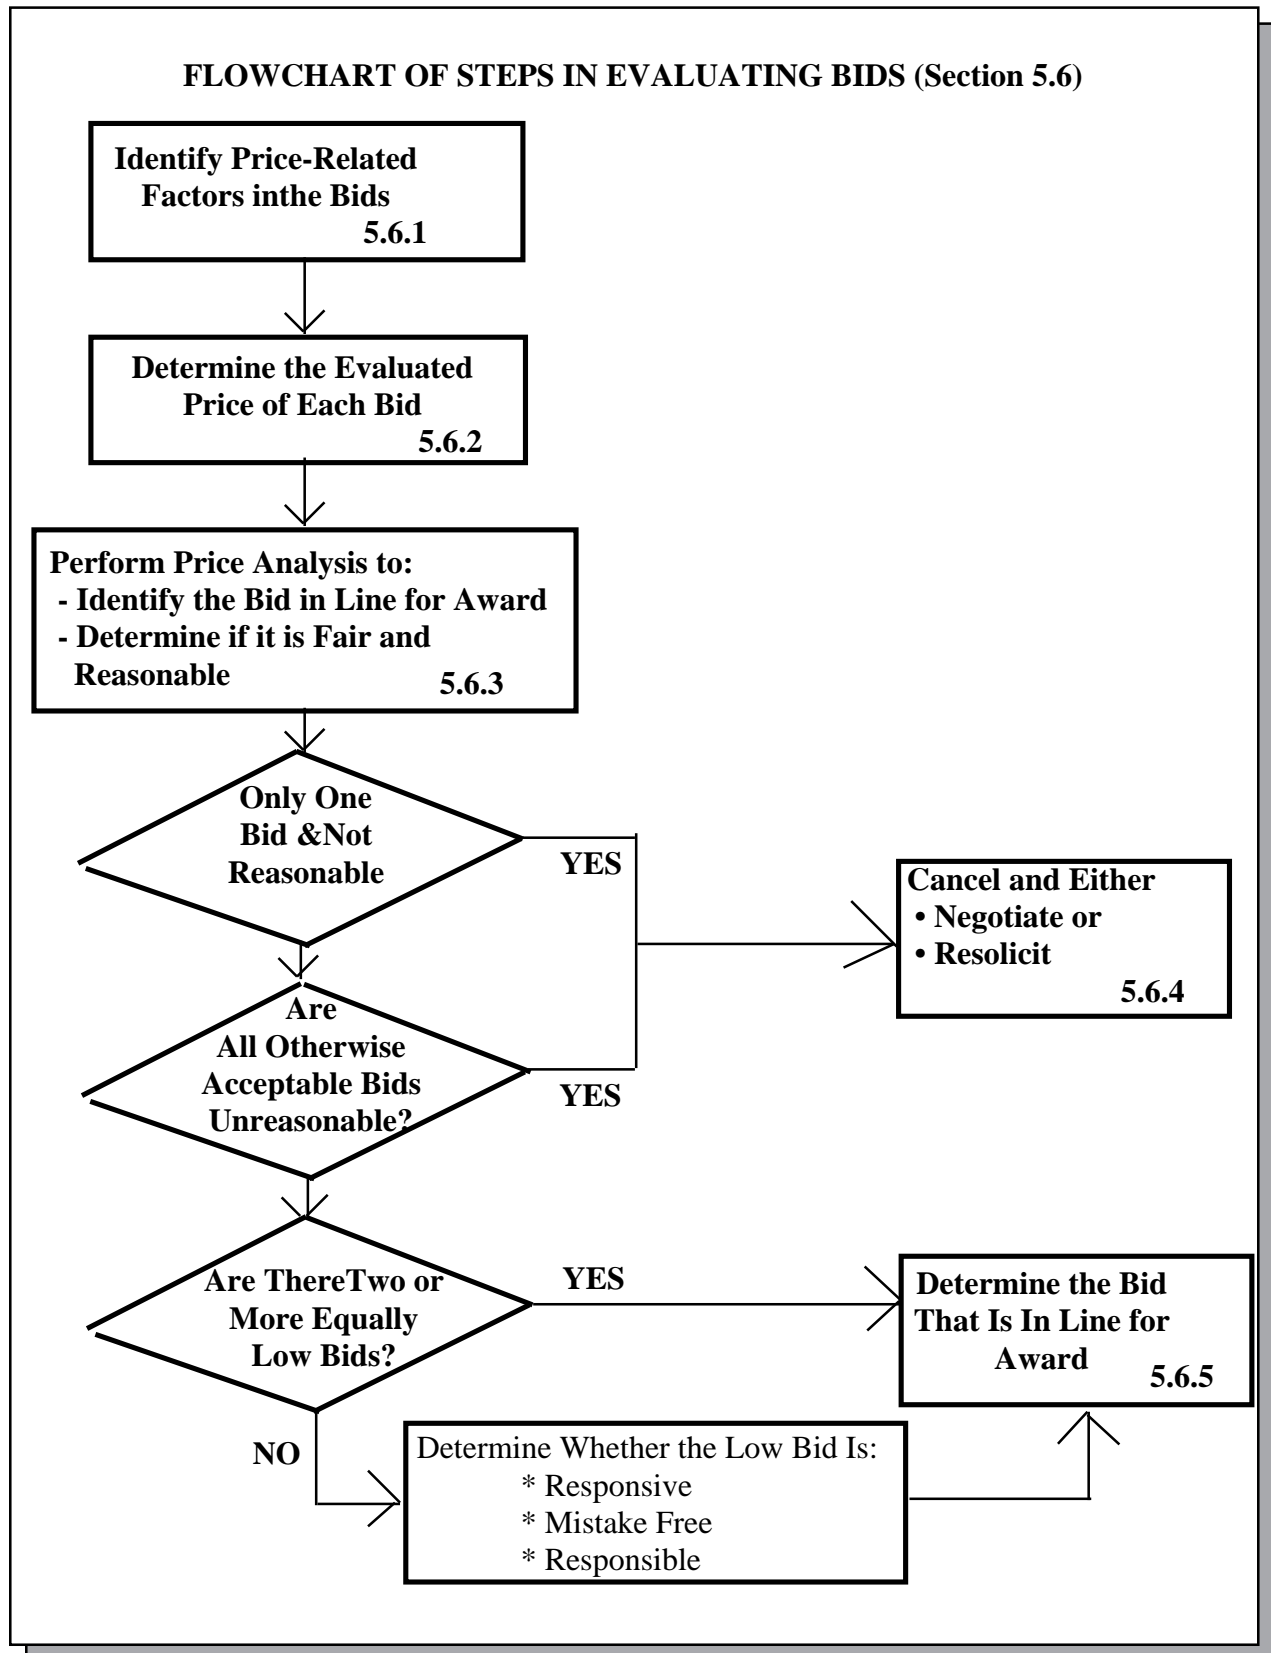 FLOWCHART OF STEPS IN EVALUATING BIDS (Section 5.6)
Identify Price-Related
Factors inthe Bids
5.6.1
Determine the Evaluated
Price of Each Bid
5.6.2
Perform Price Analysis to:
- Identify the Bid in Line for Award
- Determine if it is Fair and
Reasonable
5.6.3
Only One
Bid &Not
Reasonable
YES
Cancel and Either
• Negotiate or
• Resolicit
5.6.4
Are
All Otherwise
Acceptable Bids
Unreasonable?
YES
Are ThereTwo or
More Equally
Low Bids?
YES
Determine the Bid
That Is In Line for
Award
5.6.5
NO
Determine Whether the Low Bid Is:
* Responsive
* Mistake Free
* Responsible